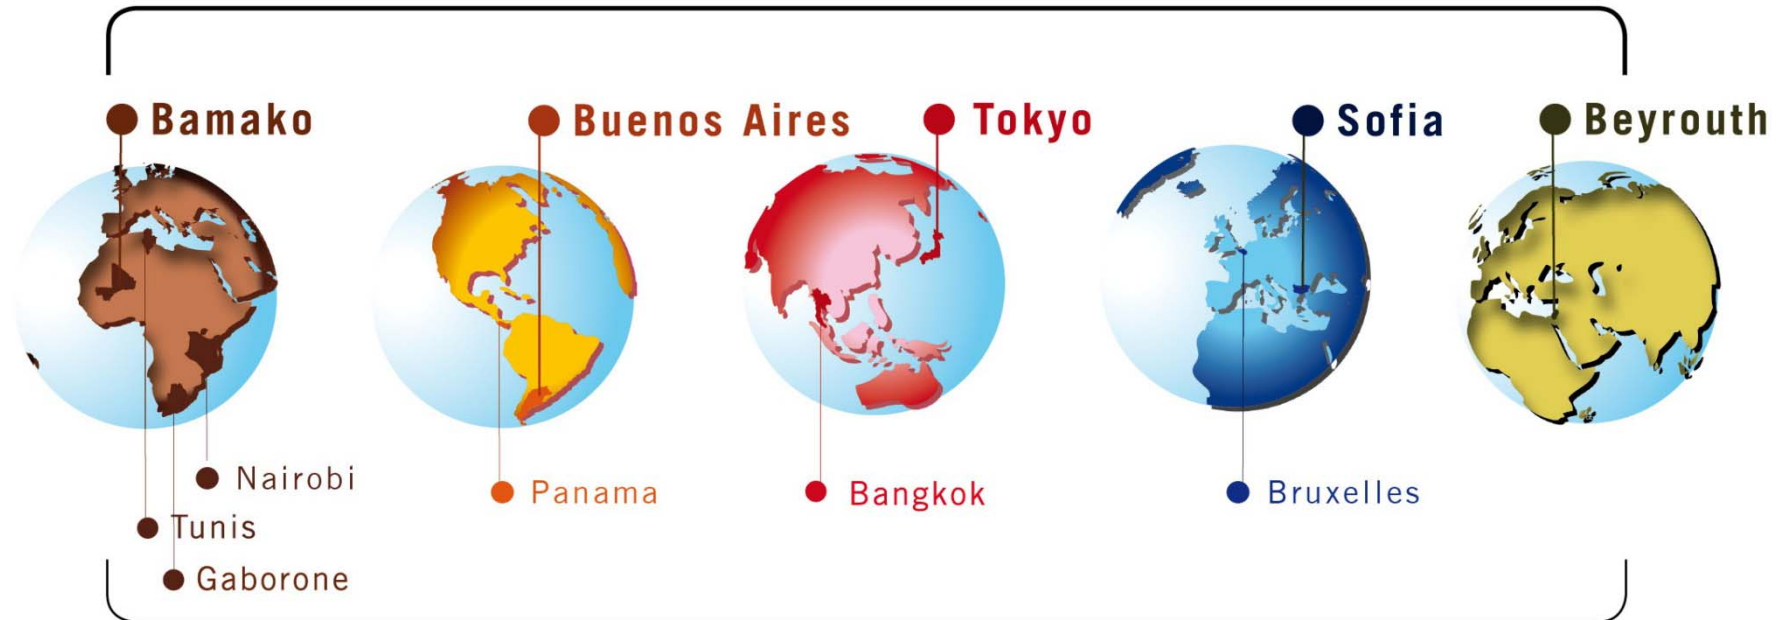 Bamako
Buenos Aires
Tokyo
Sofia
Beyrouth
Nairobi
Panama
Bangkok
Bruxelles
Tunis
Gaborone